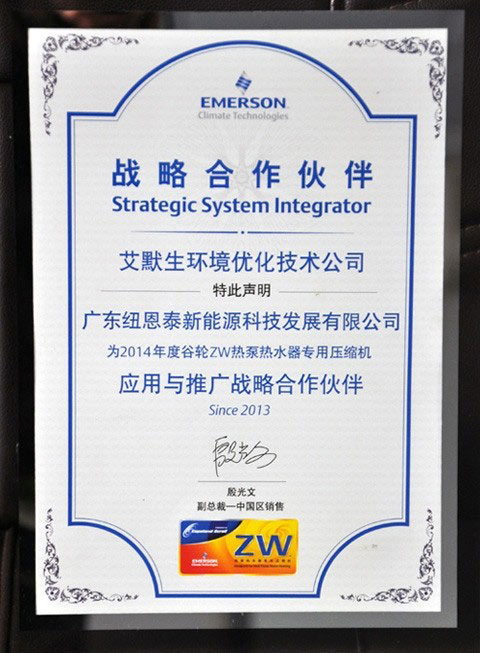 EMERSON
Climate Technologies
战略合作伙伴
Strategic System Integrator
艾默生环境优化技术公司
特此声明
广东纽恩泰新能源科技发展有限公司
为2014年度谷轮ZW热泵热水器专用压缩机
应用与推广战略合作伙伴
Since 2013
殷光文
副总裁—中国区销售
ZW
EMERSON
Climate Technologies